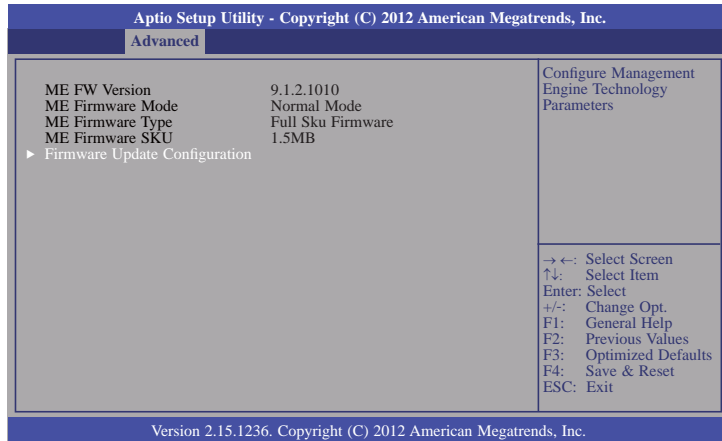 Aptio Setup Utility - Copyright (C) 2012 American Megatrends, Inc.
Advanced
ME FW Version 9.1.2.1010
ME Firmware Mode Normal Mode
ME Firmware Type Full Sku Firmware
ME Firmware SKU 1.5MB
► Firmware Update Configuration
Configure Management
Engine Technology
Parameters
→ ←: Select Screen
↑↓: Select Item
Enter: Select
+/-: Change Opt.
F1: General Help
F2: Previous Values
F3: Optimized Defaults
F4: Save & Reset
ESC: Exit
Version 2.15.1236. Copyright (C) 2012 American Megatrends, Inc.